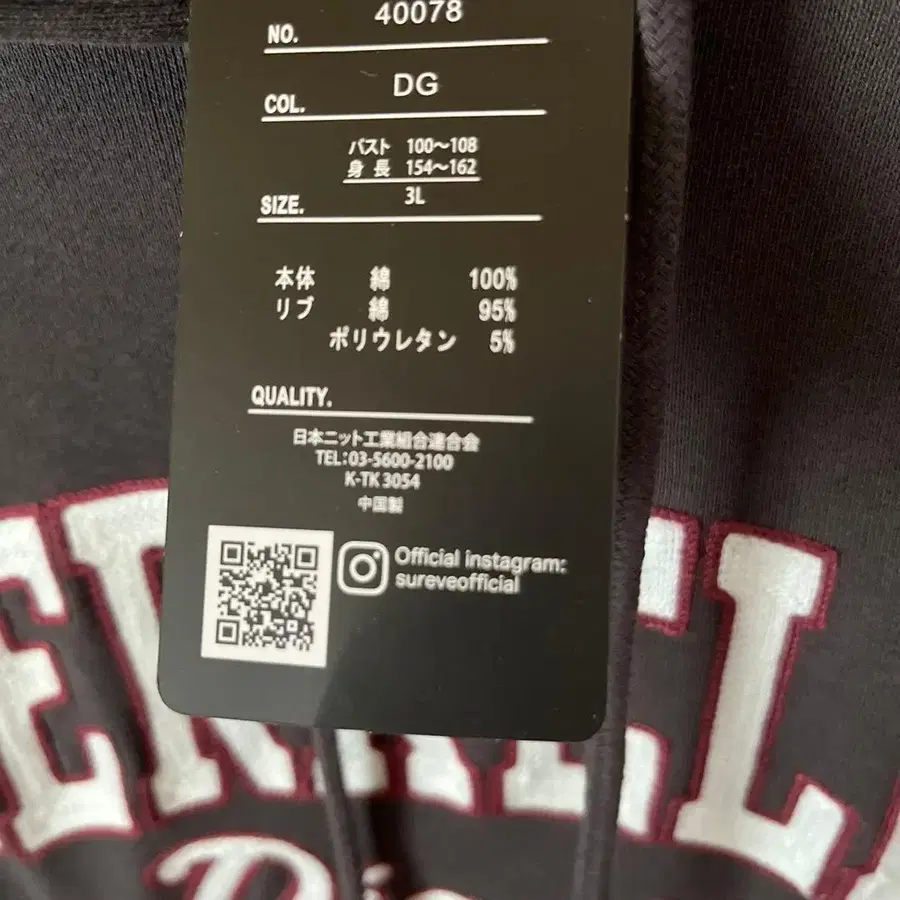 NO. 40078
COL. DG
バスト 100〜108
身長 154〜162
SIZE. 3L
本体 綿 100%
リブ 綿 95%
ポリウレタン 5%
QUALITY.
日本ニット工業組合連合会
TEL:03-5600-2100
K-TK 3054
中国製
Official instagram:
sureveofficial